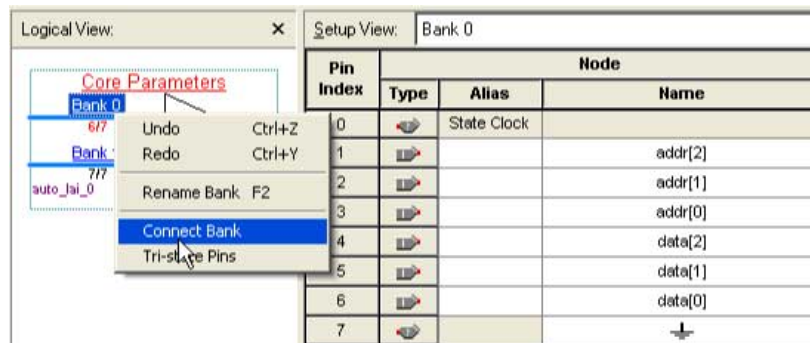 Logical View:
Setup View: Bank 0
Core Parameters
Bank 0
6/7
Bank
7/7
auto_lai_0
Undo Ctrl+Z
Redo Ctrl+Y
Rename Bank F2
Connect Bank
Tri-state Pins
Pin Index Node
Type Alias Name
0 State Clock
1 addr[2]
2 addr[1]
3 addr[0]
4 data[2]
5 data[1]
6 data[0]
7